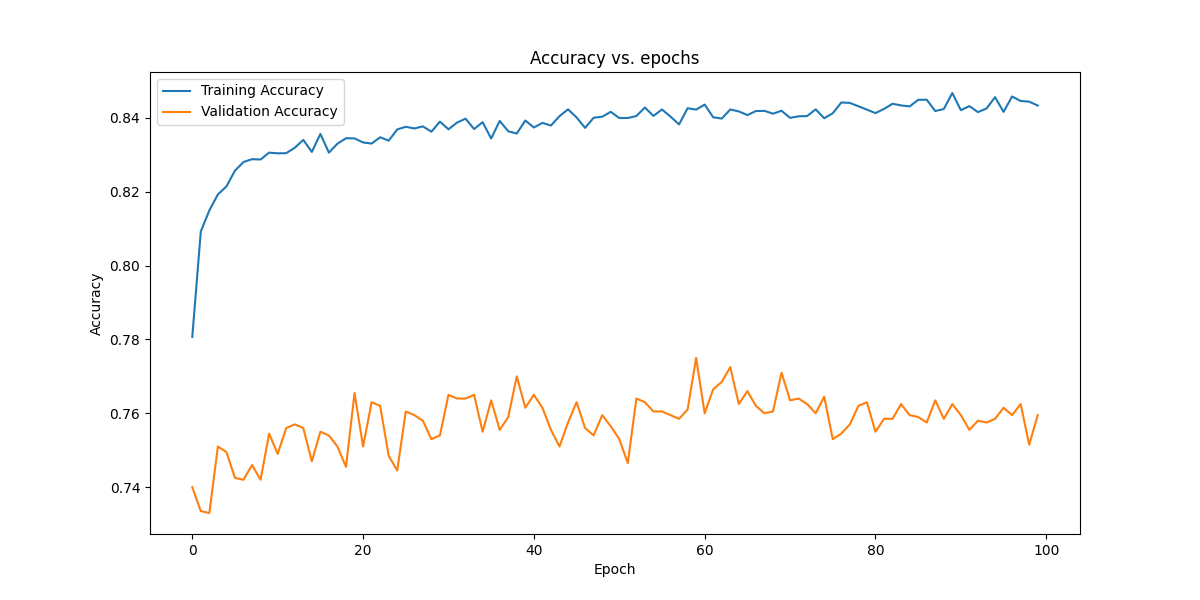 Accuracy vs. epochs
Training Accuracy
Validation Accuracy
0.84
0.82
0.80
0.78
0.76
0.74
Accuracy
0 20 40 60 80 100
Epoch